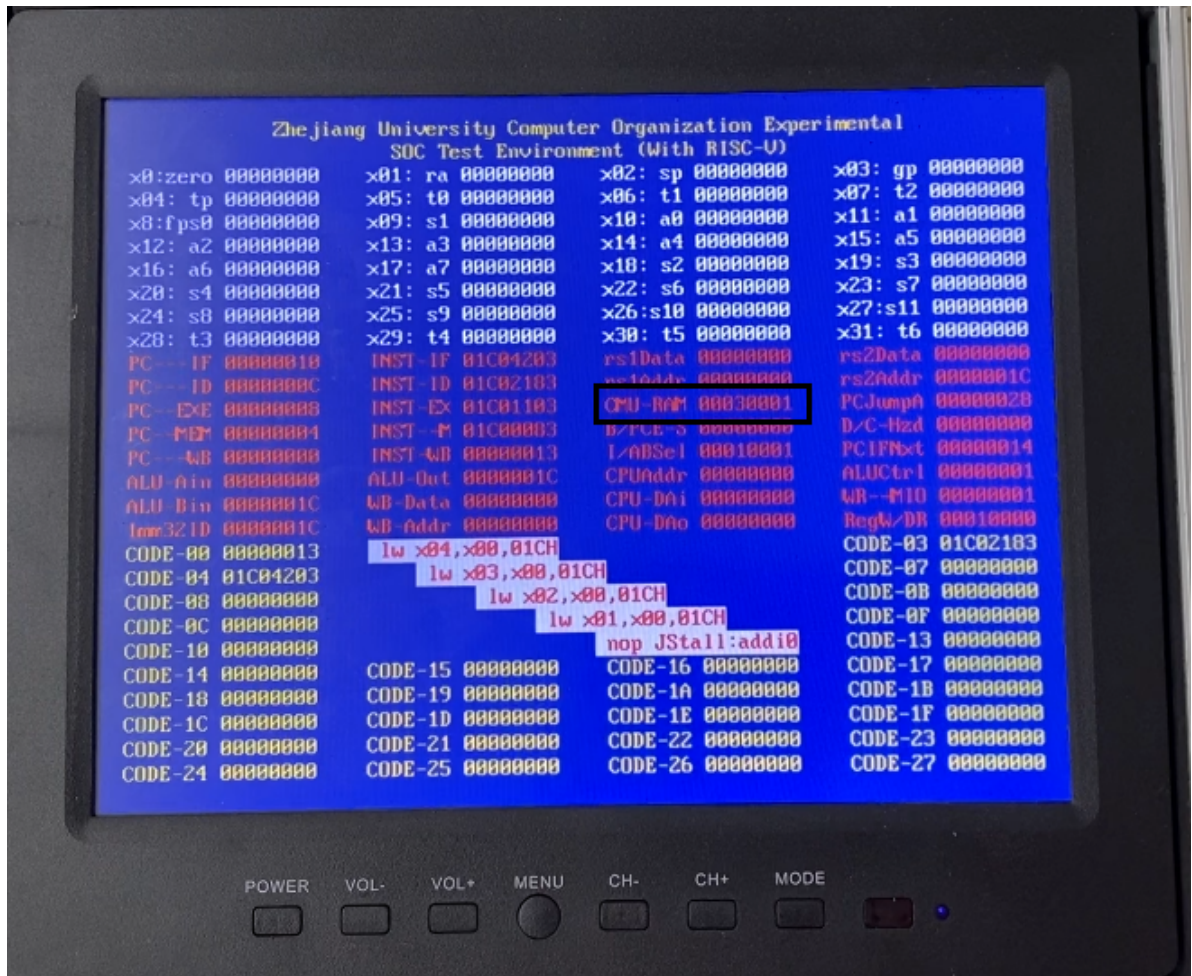 Zhejiang University Computer Organization Experimental
SOC Test Environment (With RISC-V)
x0:zero 00000000 x01: ra 00000000 x02: sp 00000000 x03: gp 00000000
x04: tp 00000000 x05: t0 00000000 x06: t1 00000000 x07: t2 00000000
x8:fps0 00000000 x09: s1 00000000 x10: a0 00000000 x11: a1 00000000
x12: a2 00000000 x13: a3 00000000 x14: a4 00000000 x15: a5 00000000
x16: a6 00000000 x17: a7 00000000 x18: s2 00000000 x19: s3 00000000
x20: s4 00000000 x21: s5 00000000 x22: s6 00000000 x23: s7 00000000
x24: s8 00000000 x25: s9 00000000 x26:s10 00000000 x27:s11 00000000
x28: t3 00000000 x29: t4 00000000 x30: t5 00000000 x31: t6 00000000
PC---IF 00000010 INST-IF 01C04203 rs1Data 00000000 rs2Data 00000000
PC---ID 0000000C INST-ID 01C02183 rs1Addr 00000000 rs2Addr 0000001C
PC--EXE 00000008 INST-EX 01C01103 CMU-RAM 00030001 PCJumpA 00000028
PC--MEM 00000004 INST--M 01C00083 B/PCE-S 00000000 D/C-Hzd 00000000
PC---WB 00000000 INST-WB 00000013 I/ABSel 00010001 PCIFNxt 00000014
ALU-Ain 00000000 ALU-Out 0000001C CPUAddr 00000000 ALUCtrl 00000001
ALU-Bin 0000001C WB-Data 00000000 CPU-DAi 00000000 WR--MIO 00000001
Imm32ID 0000001C WB-Addr 00000000 CPU-DAo 00000000 RegW/DR 00010000
CODE-00 00000013 lw x04,x00,01CH CODE-03 01C02183
CODE-04 01C04203 lw x03,x00,01CH CODE-07 00000000
CODE-08 00000000 lw x02,x00,01CH CODE-0B 00000000
CODE-0C 00000000 lw x01,x00,01CH CODE-0F 00000000
CODE-10 00000000 nop JStall:addi0 CODE-13 00000000
CODE-14 00000000 CODE-15 00000000 CODE-16 00000000 CODE-17 00000000
CODE-18 00000000 CODE-19 00000000 CODE-1A 00000000 CODE-1B 00000000
CODE-1C 00000000 CODE-1D 00000000 CODE-1E 00000000 CODE-1F 00000000
CODE-20 00000000 CODE-21 00000000 CODE-22 00000000 CODE-23 00000000
CODE-24 00000000 CODE-25 00000000 CODE-26 00000000 CODE-27 00000000
POWER VOL- VOL+ MENU CH- CH+ MODE